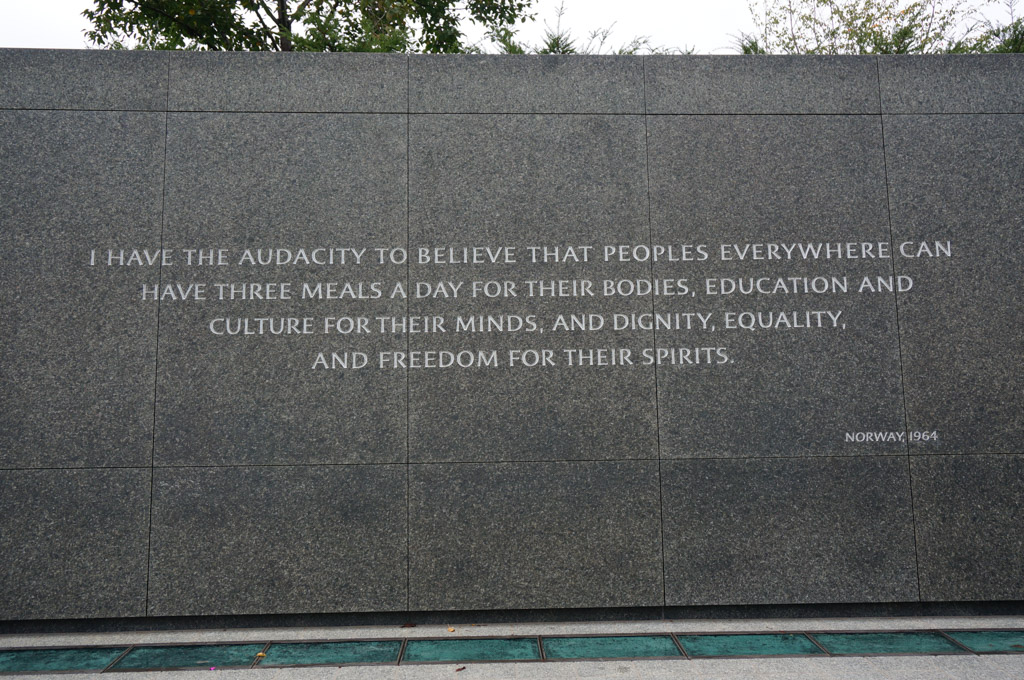 I HAVE THE AUDACITY TO BELIEVE THAT PEOPLES EVERYWHERE CAN
HAVE THREE MEALS A DAY FOR THEIR BODIES, EDUCATION AND
CULTURE FOR THEIR MINDS, AND DIGNITY, EQUALITY,
AND FREEDOM FOR THEIR SPIRITS.
NORWAY, 1964